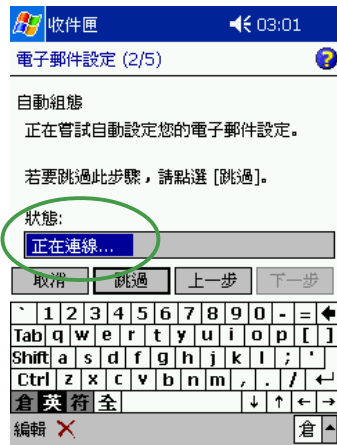 收件匣 03:01
電子郵件設定 (2/5)
自動組態
正在嘗試自動設定您的電子郵件設定。
若要跳過此步驟，請點選 [跳過]。
狀態:
正在連線...
取消 跳過 上一步 下一步
` 1 2 3 4 5 6 7 8 9 0 - =
Tab q w e r t y u i o p [ ]
Shift a s d f g h j k l ; '
Ctrl z x c v b n m , . /
倉 英 符 全
編輯 倉